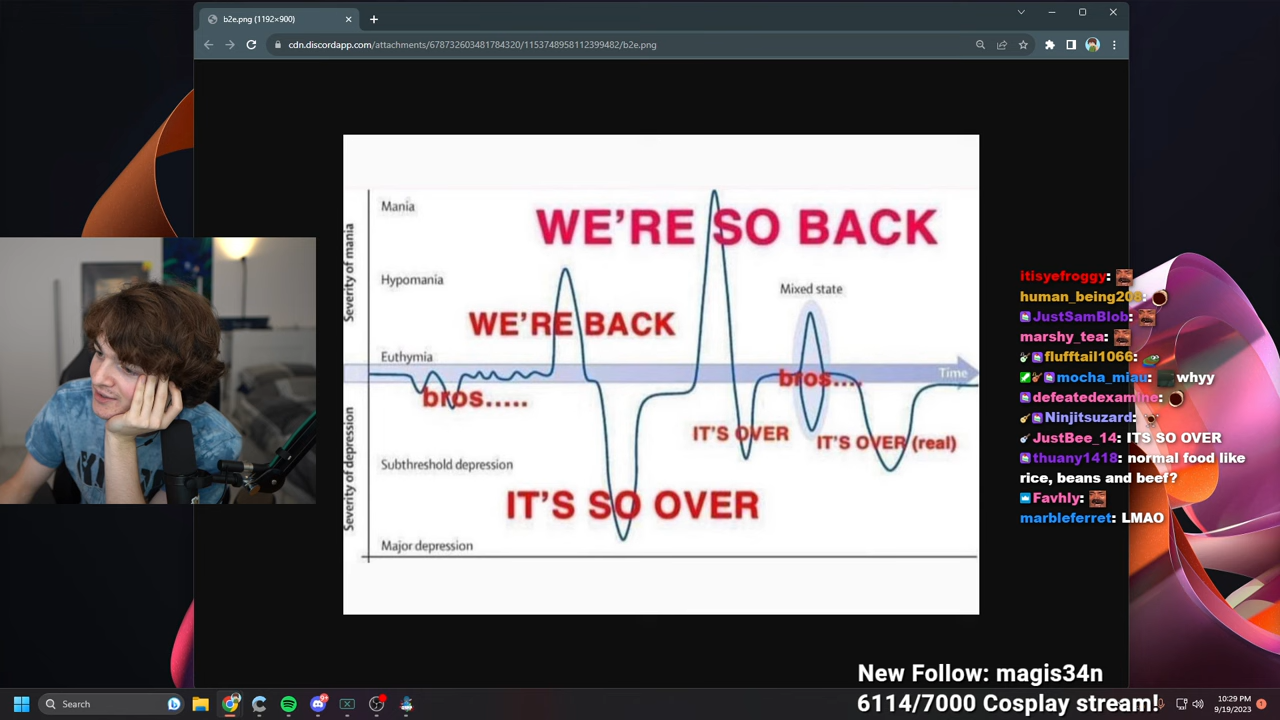 b2e.png (1192×900)
cdn.discordapp.com/attachments/678732603481784320/1153748958112399482/b2e.png
Severity of mania
Severity of depression
Mania
WE'RE SO BACK
Hypomania
Mixed state
WE'RE BACK
Euthymia
Time
bros....
bros.....
IT'S OVER
IT'S OVER (real)
Subthreshold depression
IT'S SO OVER
Major depression
itisyefroggy:
human_being208:
JustSamBlob:
marshy_tea:
flufftail1066:
mocha_miau: whyy
defeatedexamine:
Ninjitsuzard:
JustBee_14: ITS SO OVER
thuany1418: normal food like
rice, beans and beef?
Favhly:
marbleferret: LMAO
New Follow: magis34n
6114/7000 Cosplay stream!
Search
10:29 PM
9/19/2023